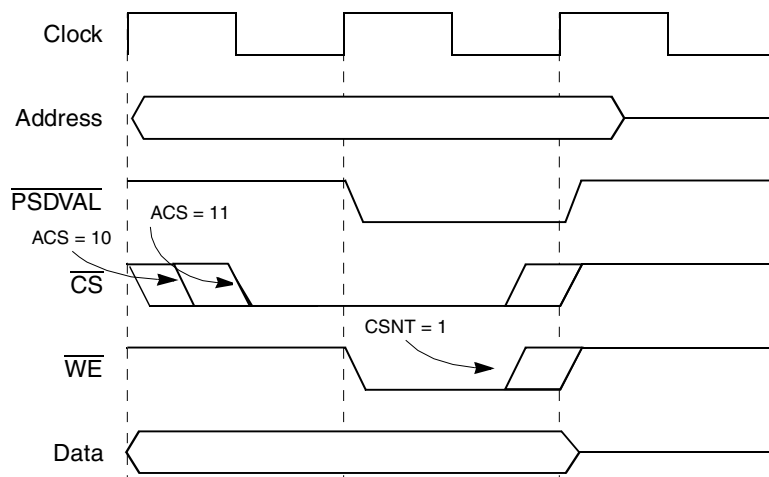 Clock
Address
PSDVAL
ACS = 11
ACS = 10
CS
CSNT = 1
WE
Data